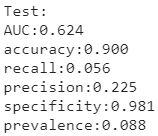 Test:
AUC:0.624
accuracy:0.900
recall:0.056
precision:0.225
specificity:0.981
prevalence:0.088